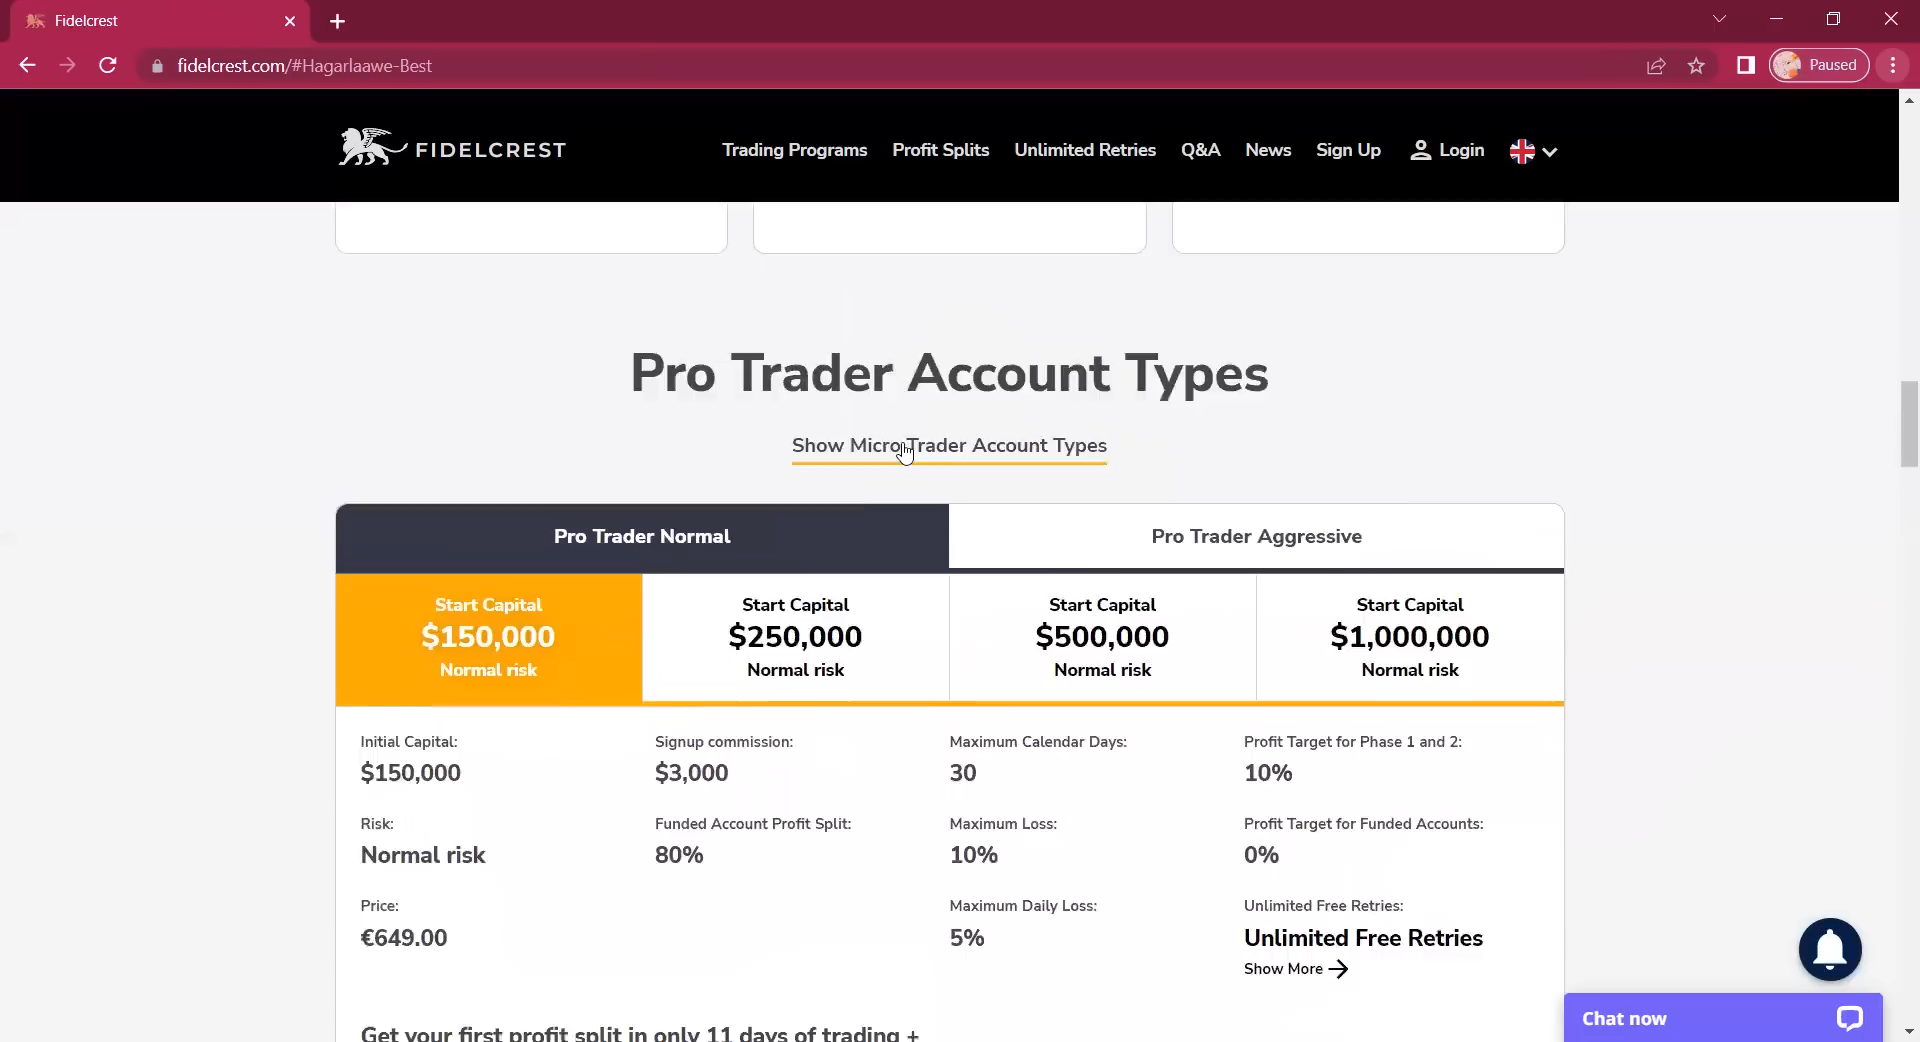 Fidelcrest
fidelcrest.com/#Hagarlaawe-Best
Paused
FIDELCREST
Trading Programs
Profit Splits
Unlimited Retries
Q&A
News
Sign Up
Login
Pro Trader Account Types
Show Micro Trader Account Types
Pro Trader Normal
Pro Trader Aggressive
Start Capital
$150,000
Normal risk
Start Capital
$250,000
Normal risk
Start Capital
$500,000
Normal risk
Start Capital
$1,000,000
Normal risk
Initial Capital:
$150,000
Signup commission:
$3,000
Maximum Calendar Days:
30
Profit Target for Phase 1 and 2:
10%
Risk:
Normal risk
Funded Account Profit Split:
80%
Maximum Loss:
10%
Profit Target for Funded Accounts:
0%
Price:
€649.00
Maximum Daily Loss:
5%
Unlimited Free Retries:
Unlimited Free Retries
Show More
Get your first profit split in only 11 days of trading +
Chat now